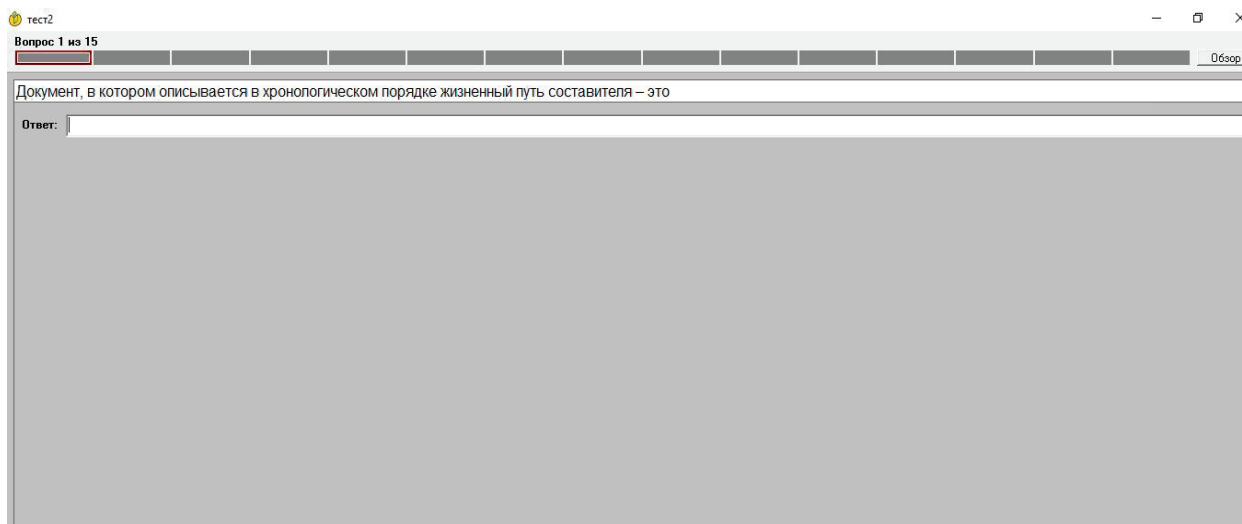 тест2
Вопрос 1 из 15
Обзор
Документ, в котором описывается в хронологическом порядке жизненный путь составителя – это
Ответ: